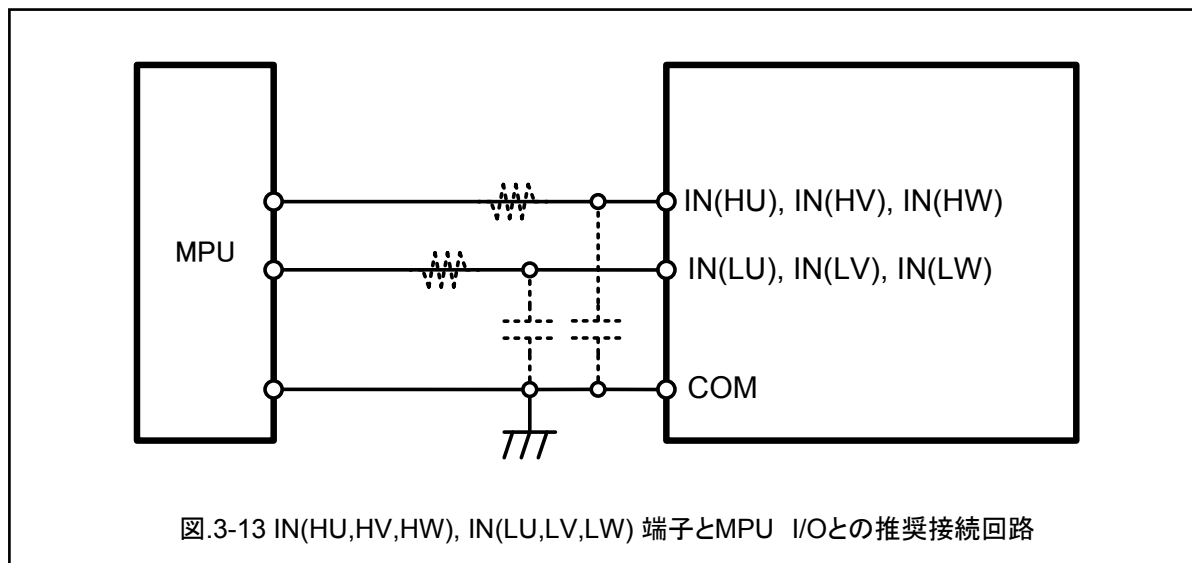 IN(HU), IN(HV), IN(HW)
MPU
IN(LU), IN(LV), IN(LW)
COM
図.3-13 IN(HU,HV,HW), IN(LU,LV,LW) 端子とMPU I/Oとの推奨接続回路